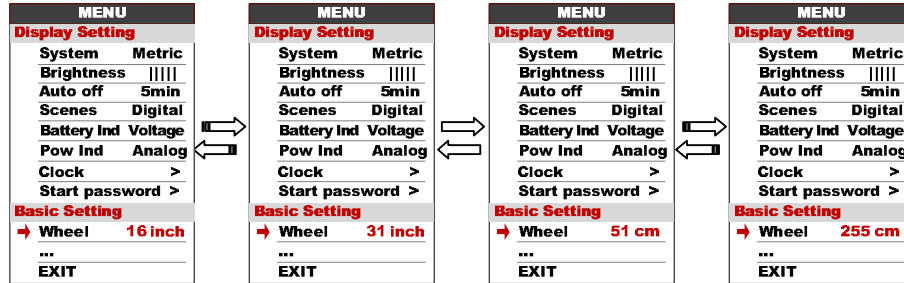 MENU
Display Setting
System Metric
Brightness |||||
Auto off 5min
Scenes Digital
Battery Ind Voltage
Pow Ind Analog
Clock >
Start password >
Basic Setting
Wheel 16 inch
...
EXIT
MENU
Display Setting
System Metric
Brightness |||||
Auto off 5min
Scenes Digital
Battery Ind Voltage
Pow Ind Analog
Clock >
Start password >
Basic Setting
Wheel 31 inch
...
EXIT
MENU
Display Setting
System Metric
Brightness |||||
Auto off 5min
Scenes Digital
Battery Ind Voltage
Pow Ind Analog
Clock >
Start password >
Basic Setting
Wheel 51 cm
...
EXIT
MENU
Display Setting
System Metric
Brightness |||||
Auto off 5min
Scenes Digital
Battery Ind Voltage
Pow Ind Analog
Clock >
Start password >
Basic Setting
Wheel 255 cm
...
EXIT